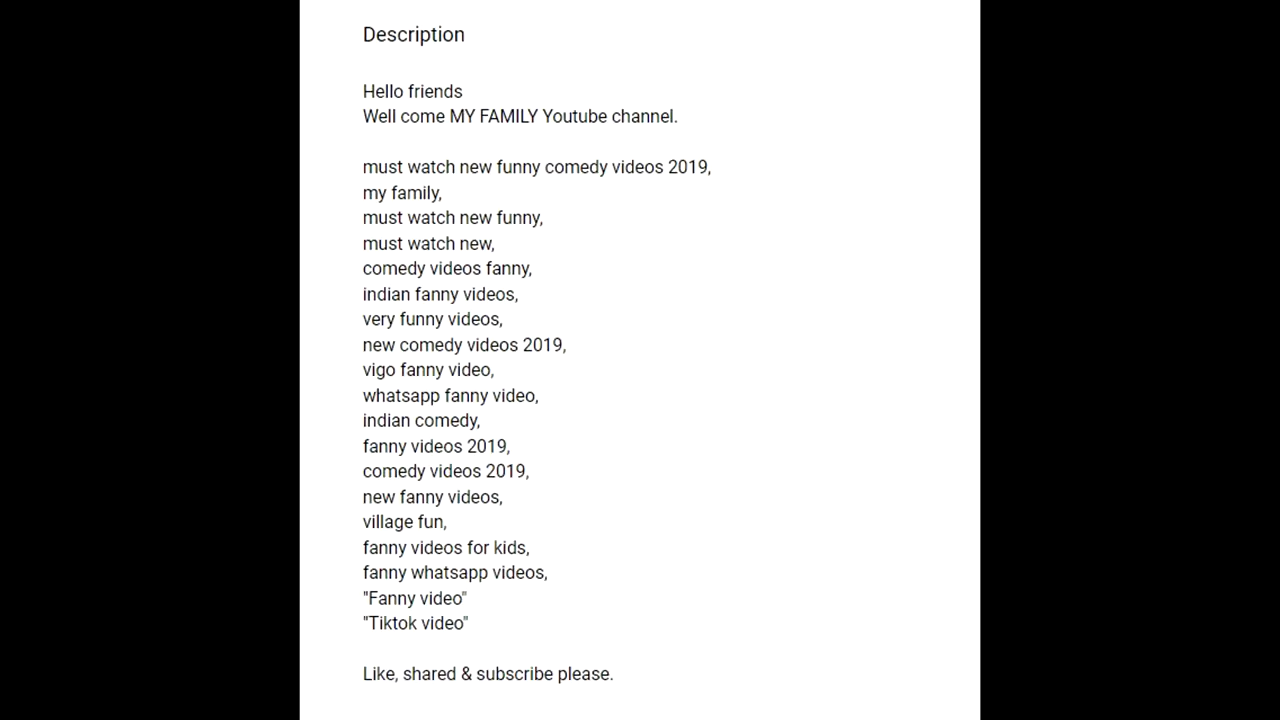 Description
Hello friends
Well come MY FAMILY Youtube channel.
must watch new funny comedy videos 2019,
my family,
must watch new funny,
must watch new,
comedy videos fanny,
indian fanny videos,
very funny videos,
new comedy videos 2019,
vigo fanny video,
whatsapp fanny video,
indian comedy,
fanny videos 2019,
comedy videos 2019,
new fanny videos,
village fun,
fanny videos for kids,
fanny whatsapp videos,
"Fanny video"
"Tiktok video"
Like, shared & subscribe please.